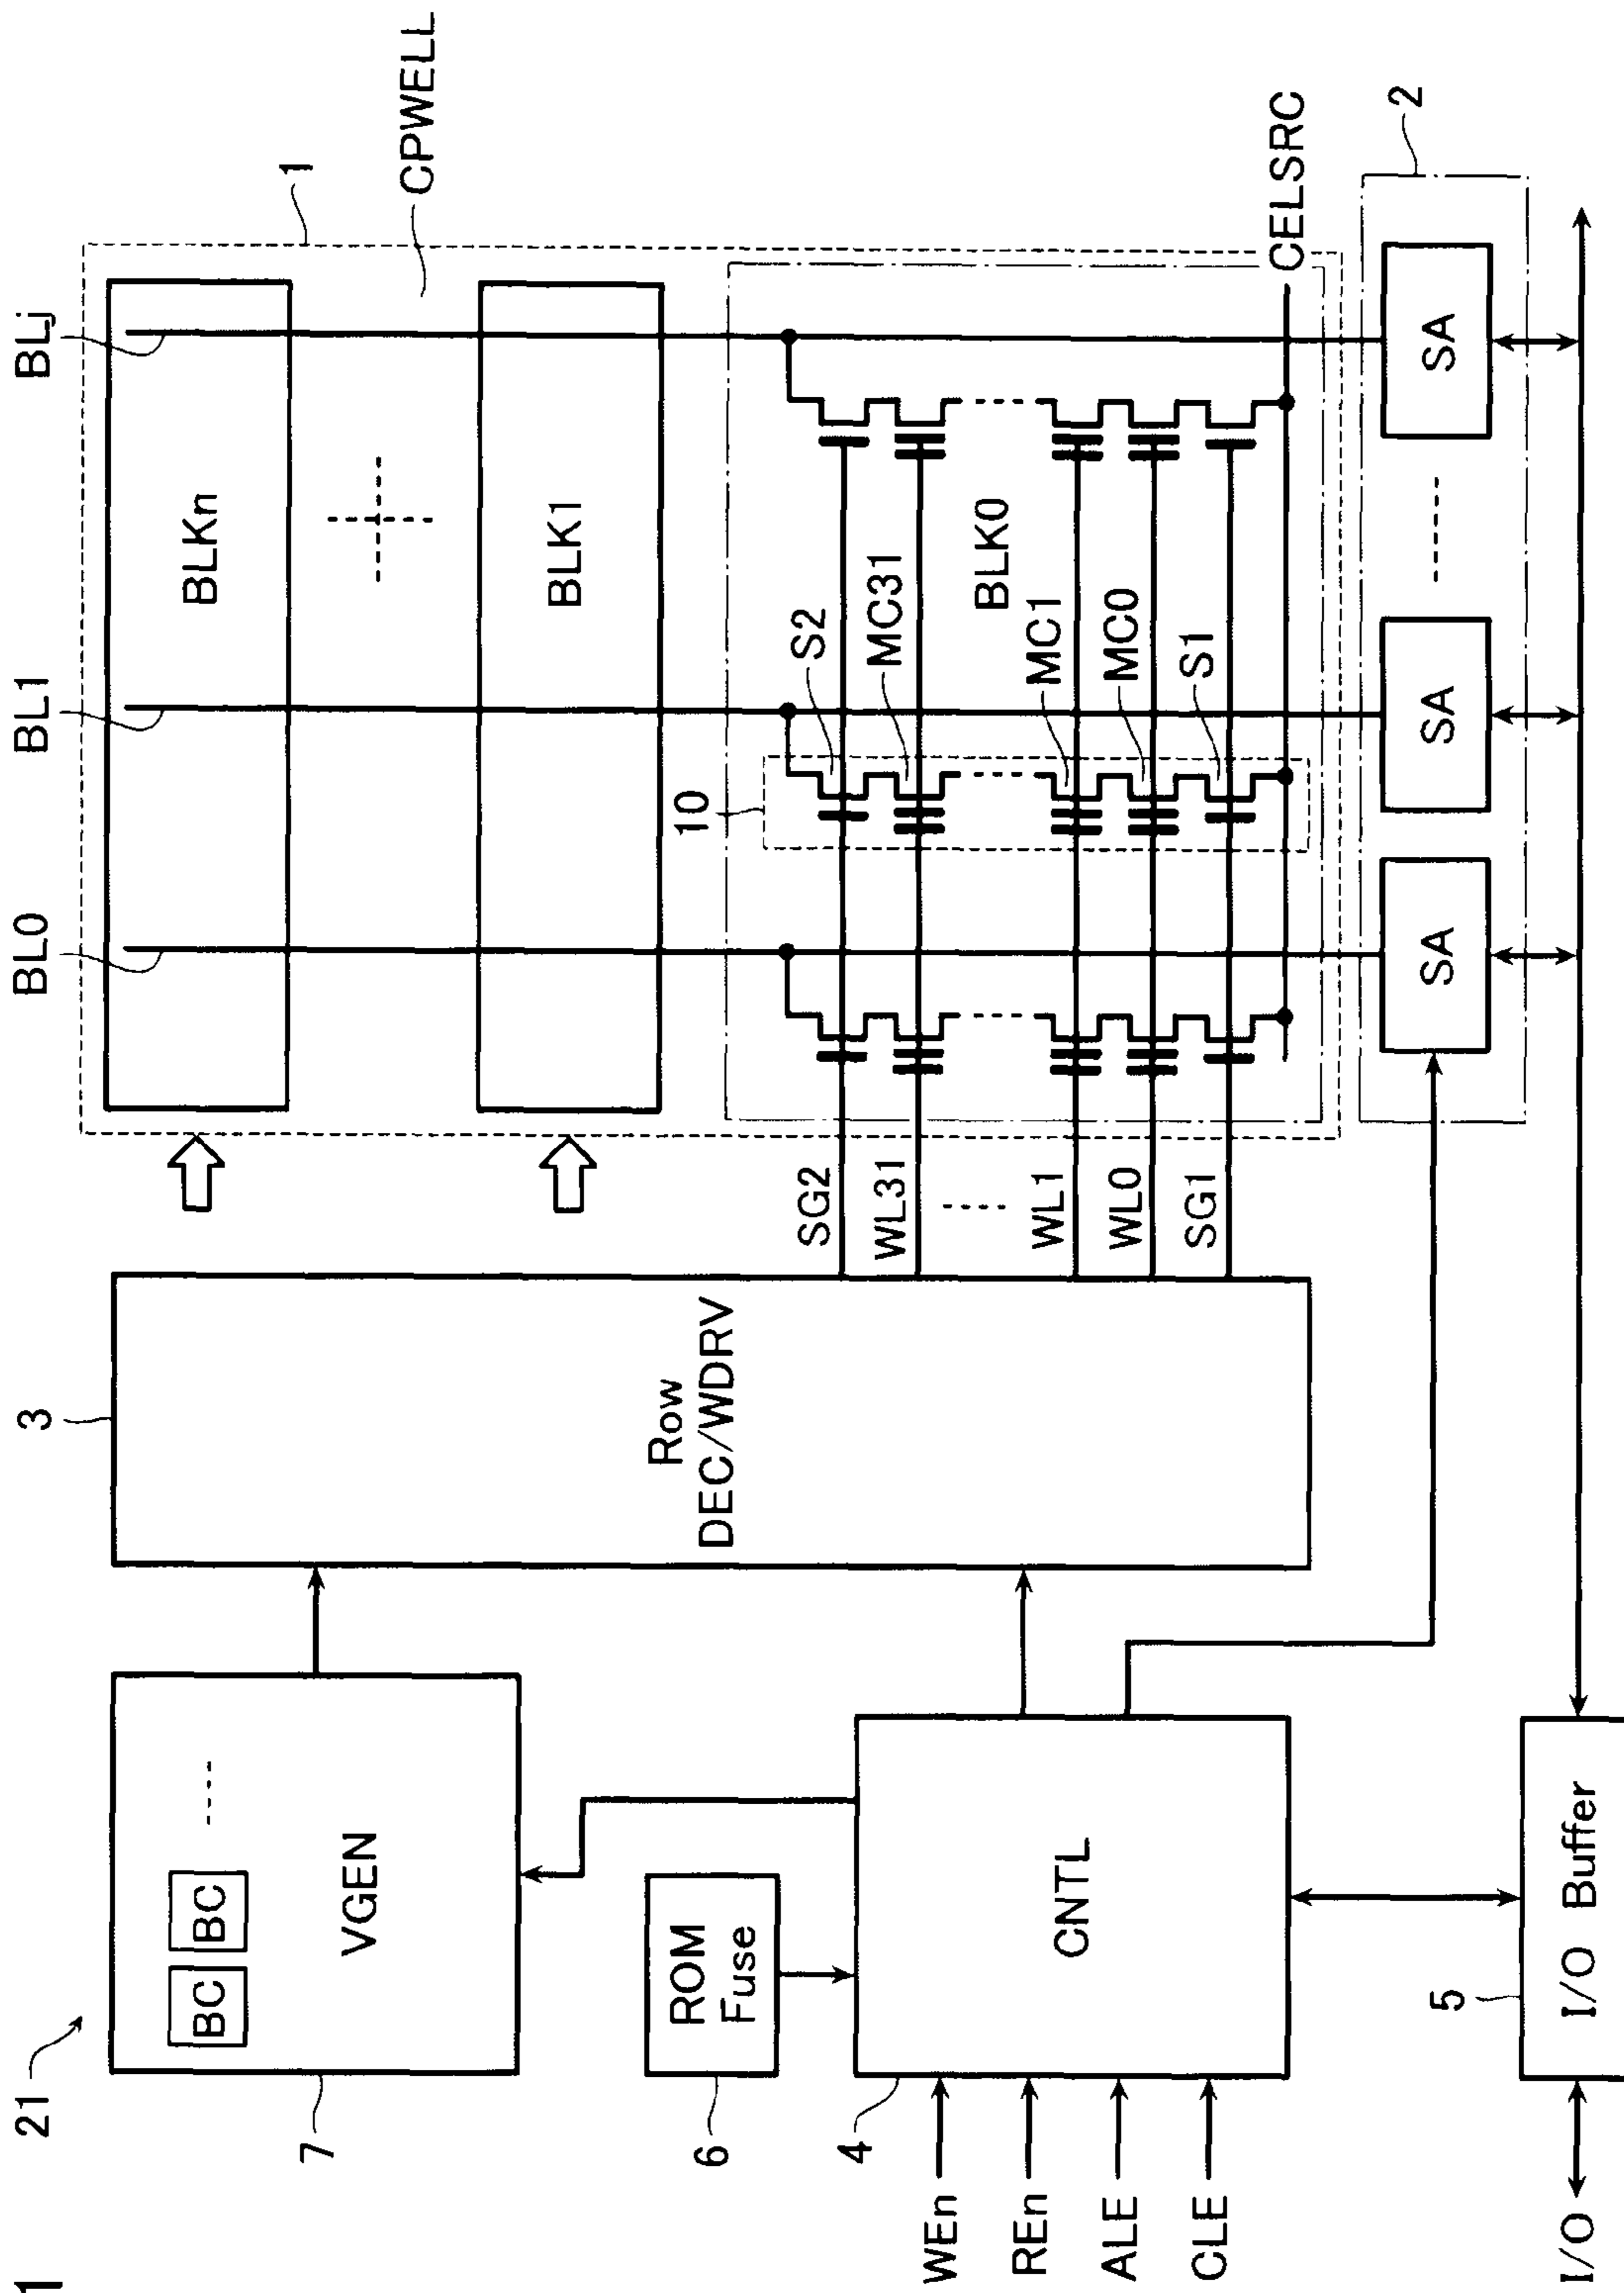 1
21
7
BC
BC
VGEN
6
ROM
Fuse
4
CNTL
WEn
REn
ALE
CLE
5
I/O Buffer
I/O
3
Row
DEC/WDRV
SG2
WL31
WL1
WL0
SG1
BL0
BL1
BLj
BLKn
BLK1
1
CPWELL
10
S2
MC31
BLK0
MC1
MC0
S1
CELSRC
SA
SA
SA
2